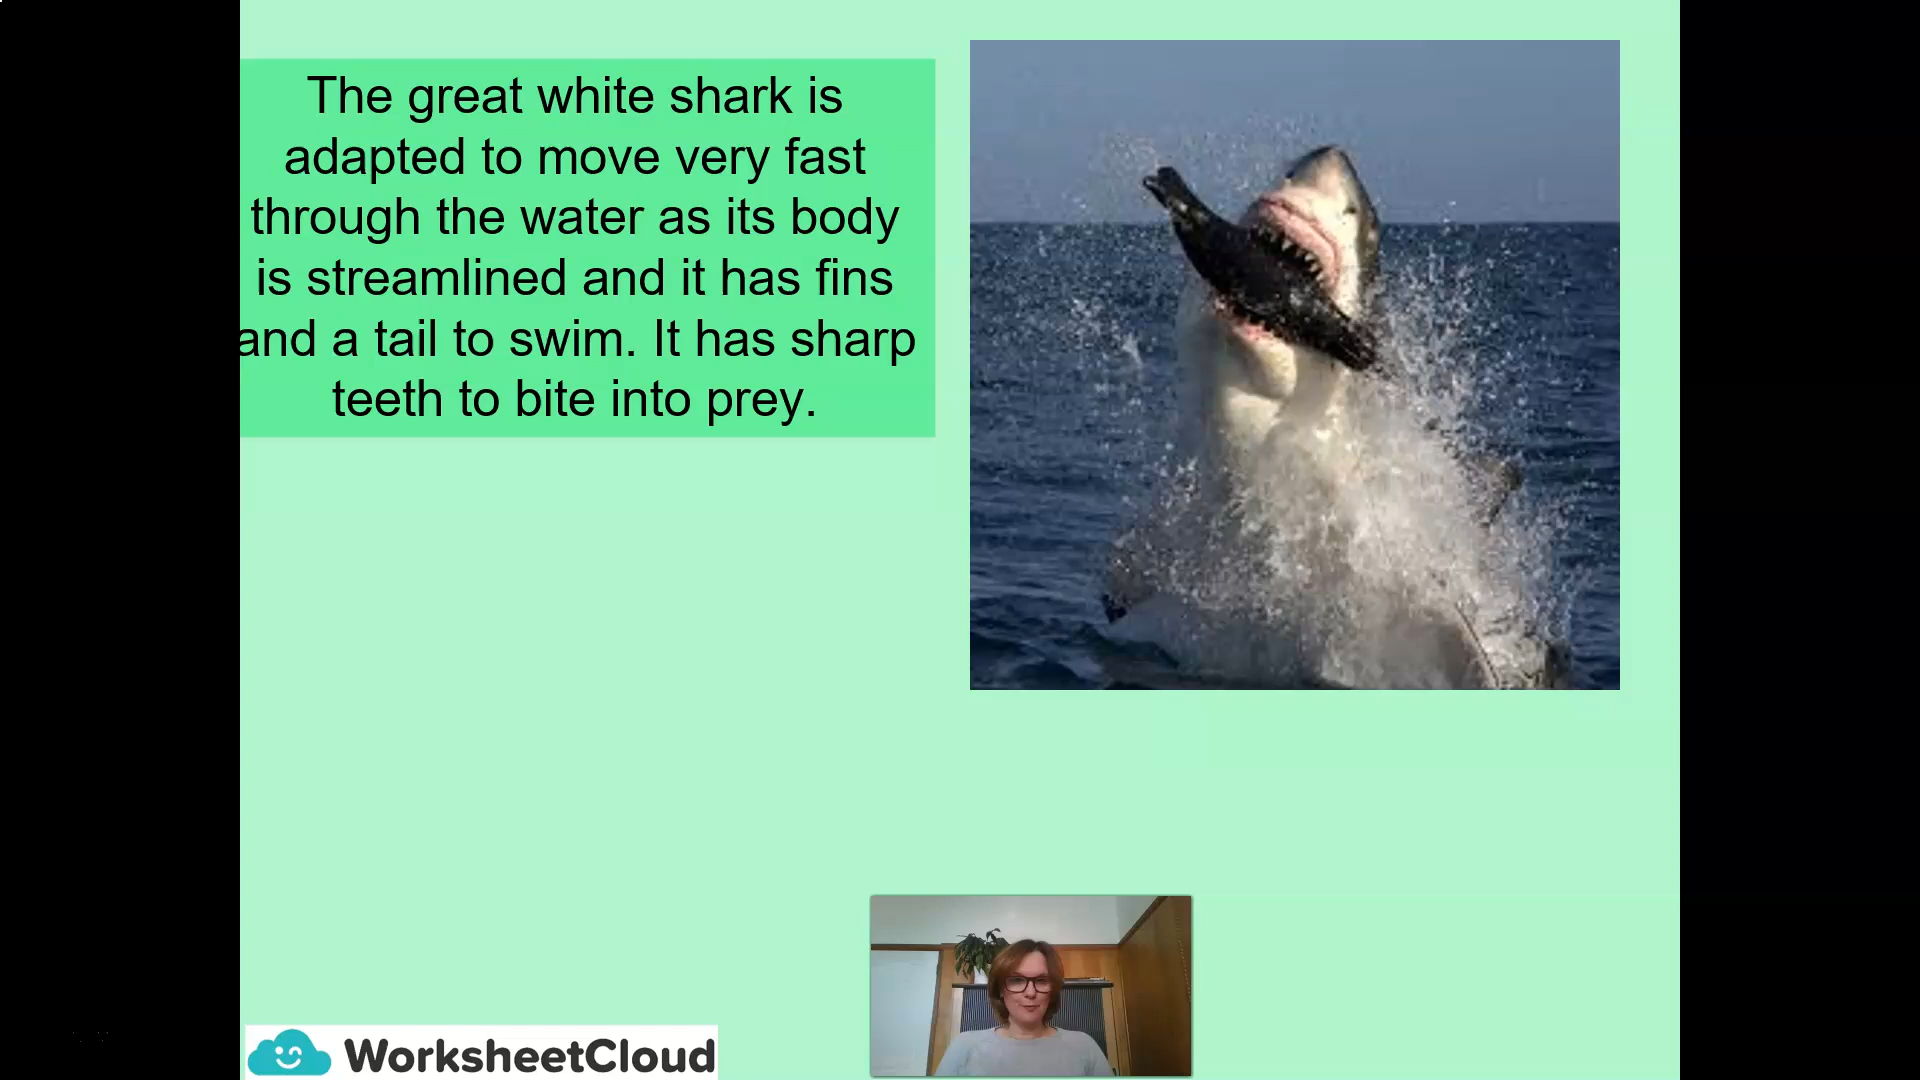 The great white shark is
adapted to move very fast
through the water as its body
is streamlined and it has fins
and a tail to swim. It has sharp
teeth to bite into prey.
WorksheetCloud